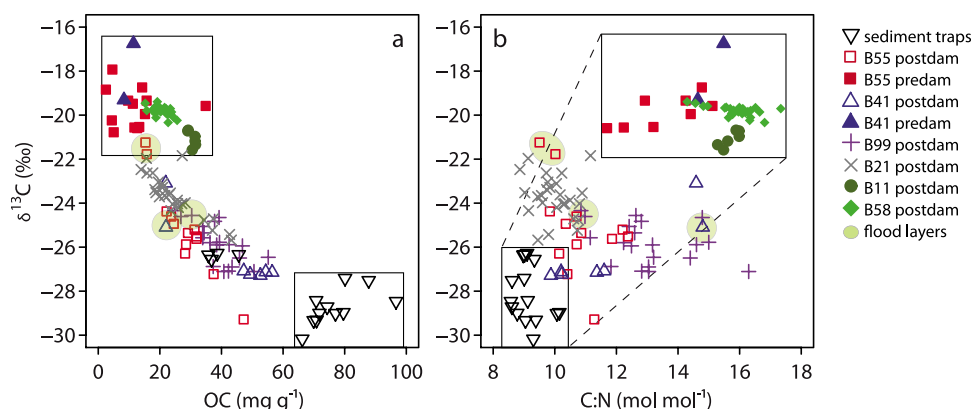 a
b
−16
−18
−20
−22
−24
−26
−28
−30
δ13C (‰)
0 20 40 60 80 100
OC (mg g−1)
−16
−18
−20
−22
−24
−26
−28
−30
8 10 12 14 16 18
C:N (mol mol−1)
sediment traps
B55 postdam
B55 predam
B41 postdam
B41 predam
B99 postdam
B21 postdam
B11 postdam
B58 postdam
flood layers